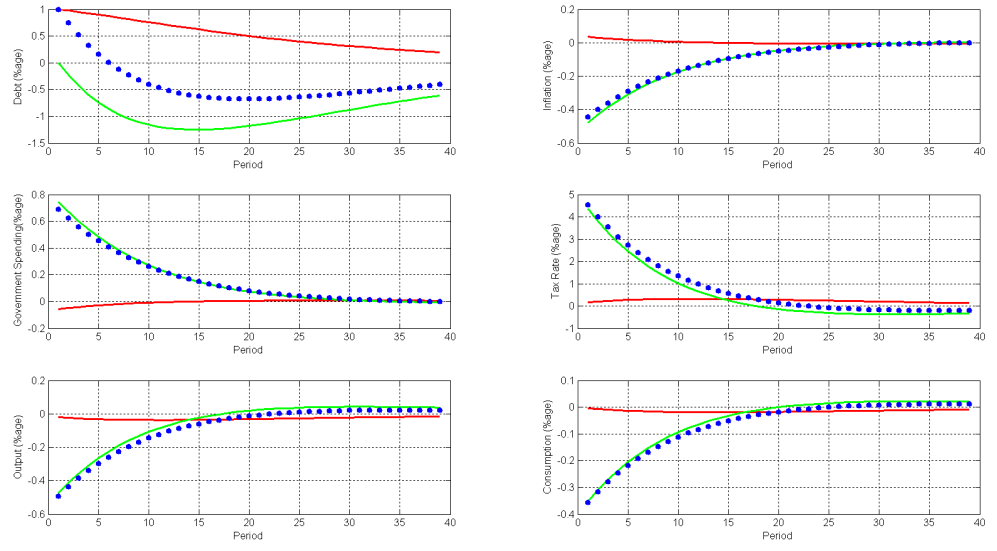 1
0.5
0
-0.5
-1
-1.5
0 5 10 15 20 25 30 35 40
Period
Debt (%age)
0.2
0
-0.2
-0.4
-0.6
0 5 10 15 20 25 30 35 40
Period
Inflation (%age)
0.8
0.6
0.4
0.2
0
-0.2
0 5 10 15 20 25 30 35 40
Period
Government Spending(%age)
5
4
3
2
1
0
-1
0 5 10 15 20 25 30 35 40
Period
Tax Rate (%age)
0.2
0
-0.2
-0.4
-0.6
0 5 10 15 20 25 30 35 40
Period
Output (%age)
0.1
0
-0.1
-0.2
-0.3
-0.4
0 5 10 15 20 25 30 35 40
Period
Consumption (%age)